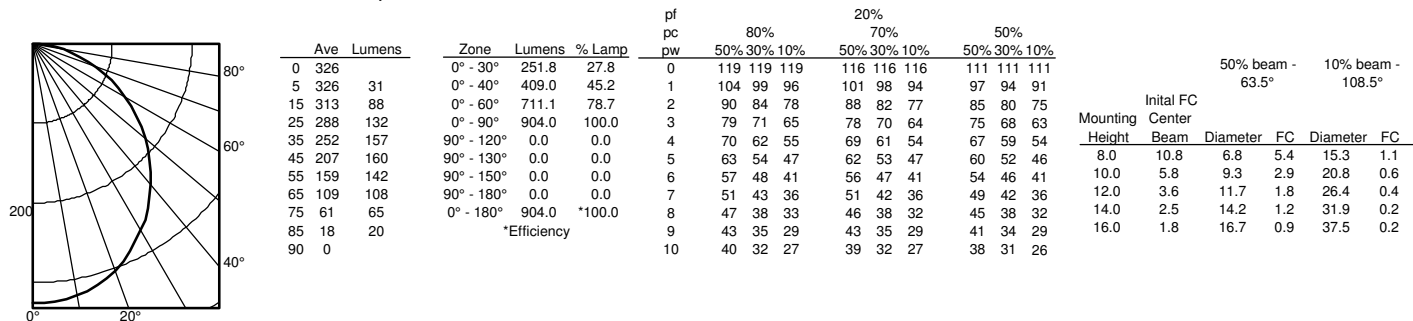 80°
60°
40°
200
0° 20°
Ave Lumens
0 326
5 326 31
15 313 88
25 288 132
35 252 157
45 207 160
55 159 142
65 109 108
75 61 65
85 18 20
90 0
Zone Lumens % Lamp
0° - 30° 251.8 27.8
0° - 40° 409.0 45.2
0° - 60° 711.1 78.7
0° - 90° 904.0 100.0
90° - 120° 0.0 0.0
90° - 130° 0.0 0.0
90° - 150° 0.0 0.0
90° - 180° 0.0 0.0
0° - 180° 904.0 *100.0
*Efficiency
pf 20%
pc 80% 70% 50%
pw 50% 30% 10% 50% 30% 10% 50% 30% 10%
0 119 119 119 116 116 116 111 111 111
1 104 99 96 101 98 94 97 94 91
2 90 84 78 88 82 77 85 80 75
3 79 71 65 78 70 64 75 68 63
4 70 62 55 69 61 54 67 59 54
5 63 54 47 62 53 47 60 52 46
6 57 48 41 56 47 41 54 46 41
7 51 43 36 51 42 36 49 42 36
8 47 38 33 46 38 32 45 38 32
9 43 35 29 43 35 29 41 34 29
10 40 32 27 39 32 27 38 31 26
50% beam - 10% beam -
63.5° 108.5°
Inital FC
Mounting Center
Height Beam Diameter FC Diameter FC
8.0 10.8 6.8 5.4 15.3 1.1
10.0 5.8 9.3 2.9 20.8 0.6
12.0 3.6 11.7 1.8 26.4 0.4
14.0 2.5 14.2 1.2 31.9 0.2
16.0 1.8 16.7 0.9 37.5 0.2